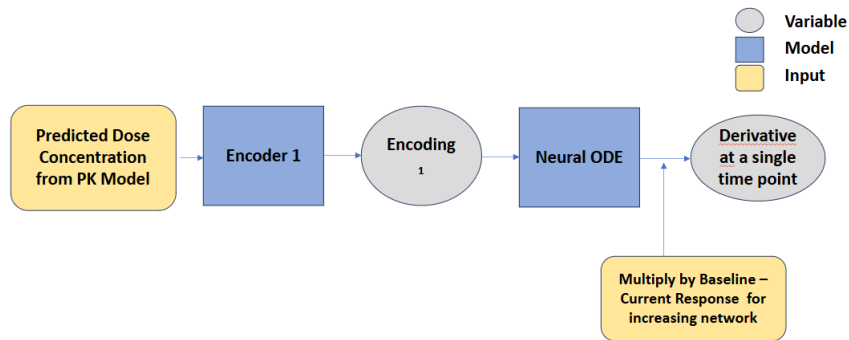 Variable
Model
Input
Predicted Dose
Concentration
from PK Model
Encoder 1
Encoding
1
Neural ODE
Derivative
at a single
time point
Multiply by Baseline –
Current Response for
increasing network